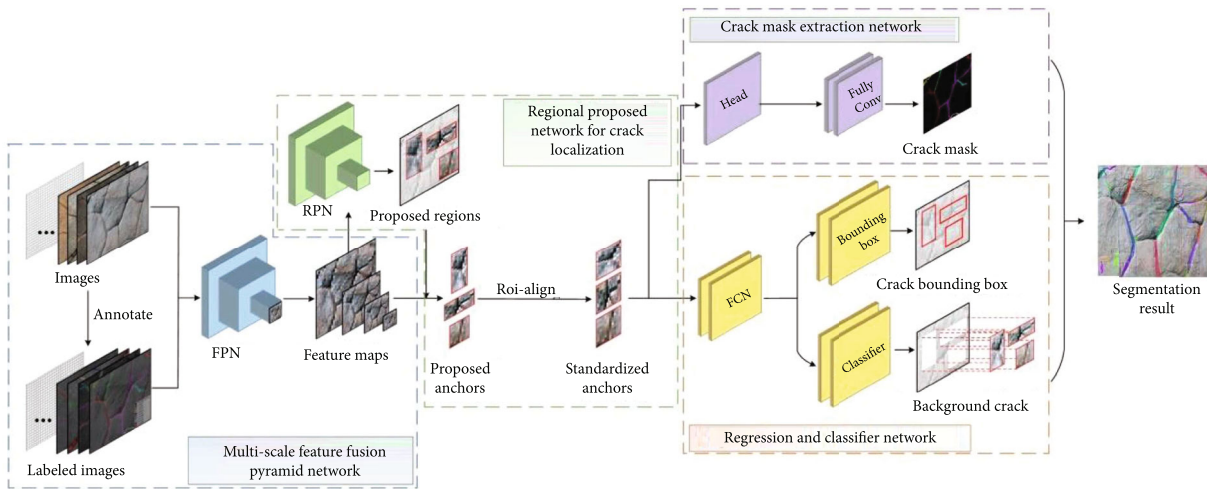 Images
Annotate
Labeled images
FPN
Feature maps
Multi-scale feature fusion
pyramid network
RPN
Proposed regions
Regional proposed
network for crack
localization
Proposed
anchors
Roi-align
Standardized
anchors
Crack mask extraction network
Head
Fully
Conv
Crack mask
FCN
Bounding
box
Crack bounding box
Classifier
Background crack
Regression and classifier network
Segmentation
result